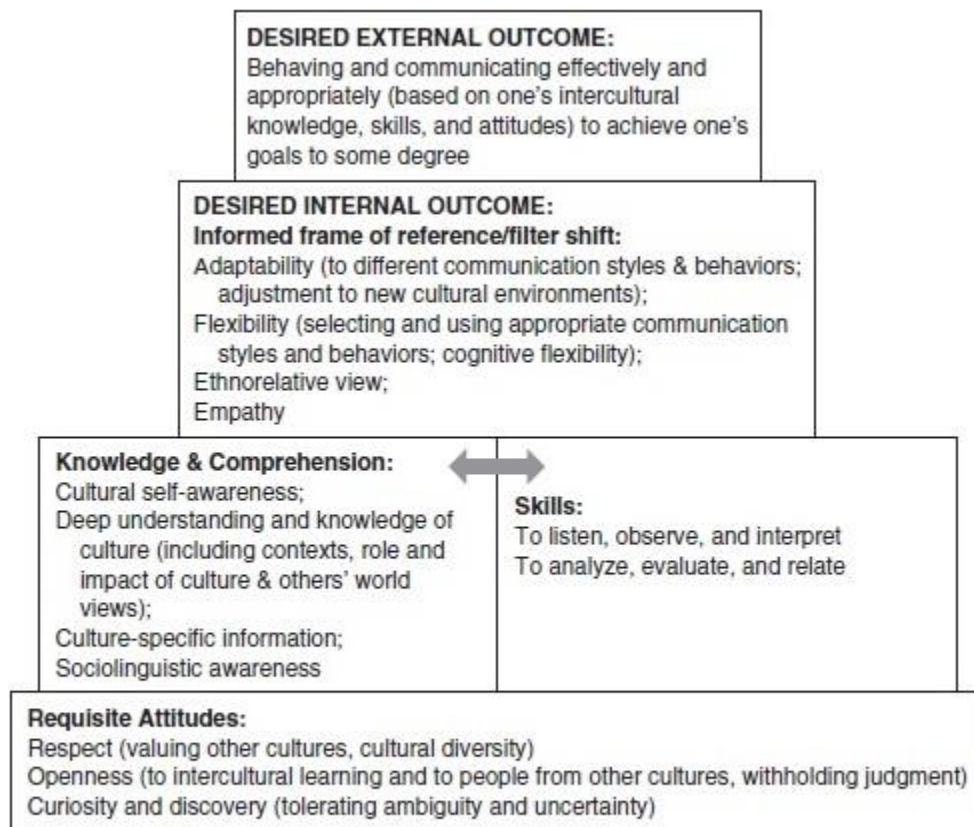 DESIRED EXTERNAL OUTCOME:
Behaving and communicating effectively and
appropriately (based on one's intercultural
knowledge, skills, and attitudes) to achieve one's
goals to some degree
DESIRED INTERNAL OUTCOME:
Informed frame of reference/filter shift:
Adaptability (to different communication styles & behaviors;
adjustment to new cultural environments);
Flexibility (selecting and using appropriate communication
styles and behaviors; cognitive flexibility);
Ethnorelative view;
Empathy
Knowledge & Comprehension:
Cultural self-awareness;
Deep understanding and knowledge of
culture (including contexts, role and
impact of culture & others' world
views);
Culture-specific information;
Sociolinguistic awareness
Skills:
To listen, observe, and interpret
To analyze, evaluate, and relate
Requisite Attitudes:
Respect (valuing other cultures, cultural diversity)
Openness (to intercultural learning and to people from other cultures, withholding judgment)
Curiosity and discovery (tolerating ambiguity and uncertainty)